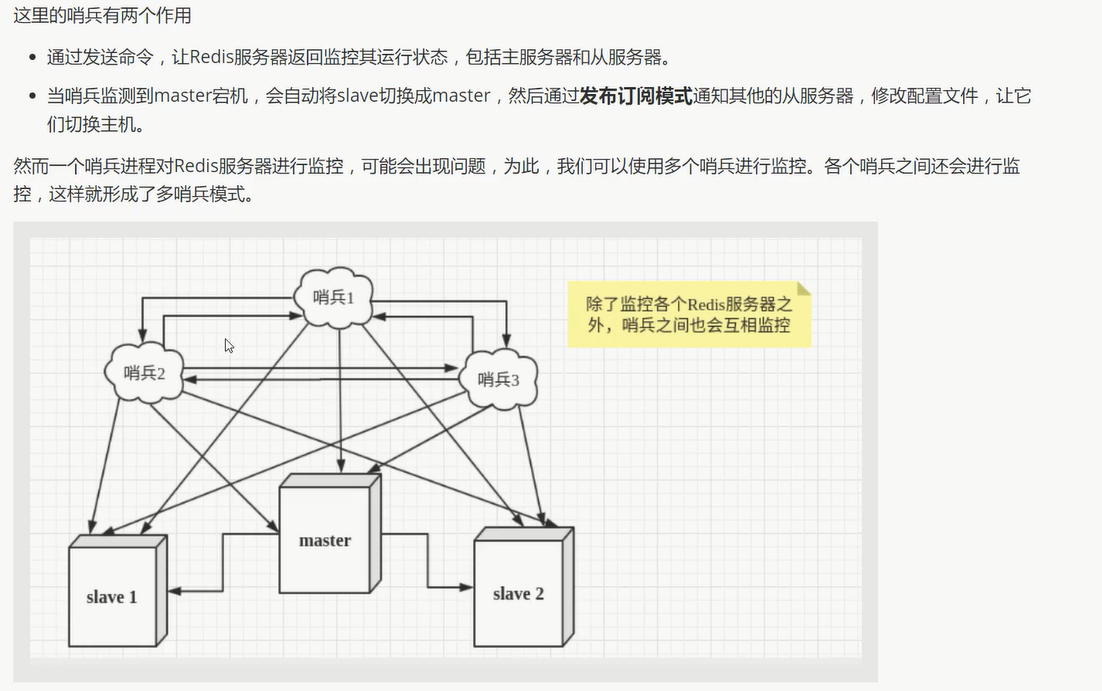 这里的哨兵有两个作用
通过发送命令，让Redis服务器返回监控其运行状态，包括主服务器和从服务器。
当哨兵监测到master宕机，会自动将slave切换成master，然后通过发布订阅模式通知其他的从服务器，修改配置文件，让它
们切换主机。
然而一个哨兵进程对Redis服务器进行监控，可能会出现问题，为此，我们可以使用多个哨兵进行监控。各个哨兵之间还会进行监
控，这样就形成了多哨兵模式。
哨兵1
除了监控各个Redis服务器之
外，哨兵之间也会互相监控
哨兵2
哨兵3
master
slave 1
slave 2